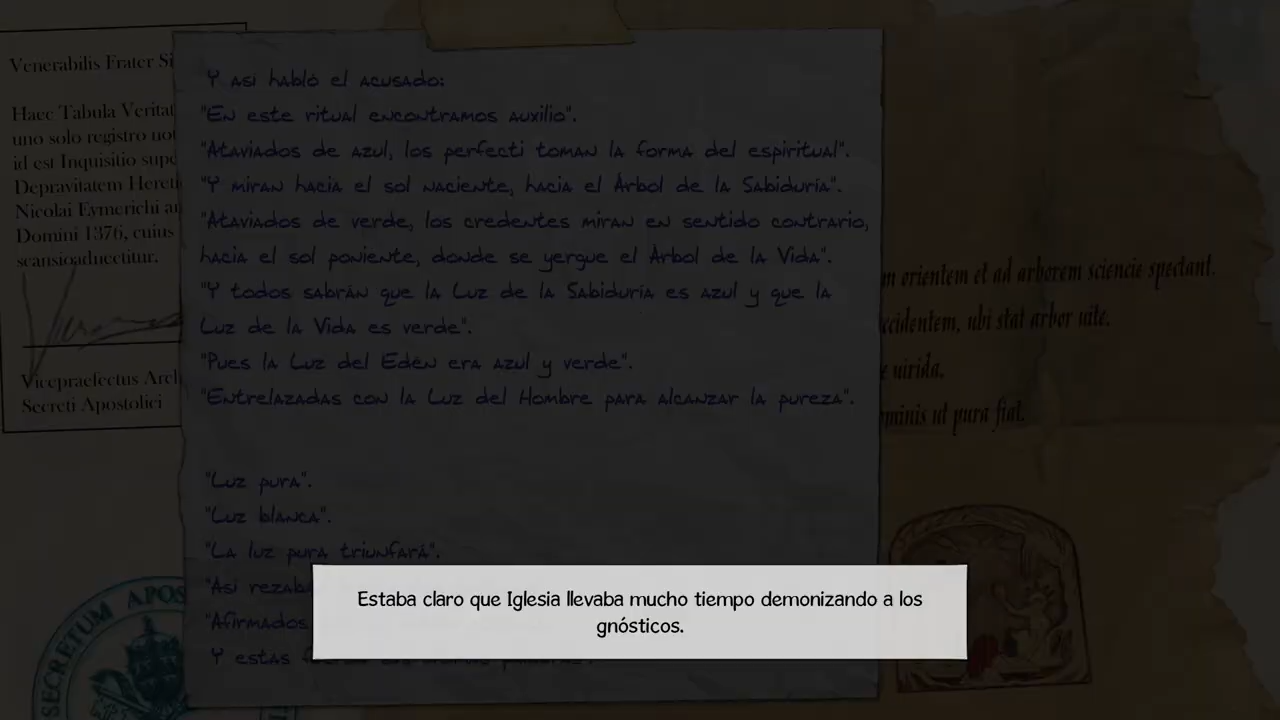 Venerabilis Frater Si
Haec Tabula Veritat
uno solo registro not
id est Inquisitio supe
Depravitatem Heret
Nicolai Eymerichi a
Domini 1376, cuius
scansioadnectitur.
Vicepraefectus Arch
Secreti Apostolici
SECRETUM APOS
Y así habló el acusado:
"En este ritual encontramos auxilio".
"Ataviados de azul, los perfecti toman la forma del espiritual".
"Y miran hacia el sol naciente, hacia el Árbol de la Sabiduría".
"Ataviados de verde, los credentes miran en sentido contrario,
hacia el sol poniente, donde se yergue el Árbol de la Vida".
"Y todos sabrán que la Luz de la Sabiduría es azul y que la
Luz de la Vida es verde".
"Pues la Luz del Edén era azul y verde".
"Entrelazadas con la Luz del Hombre para alcanzar la pureza".
"Luz pura".
"Luz blanca".
"La luz pura triunfará".
"Así rezab
"Afirmados
Y estas
m orientem et ad arborem sciencie spectant.
ccidentem, ubi stat arbor uite.
e uirida,
minis ut pura fiat.
Estaba claro que Iglesia llevaba mucho tiempo demonizando a los
gnósticos.